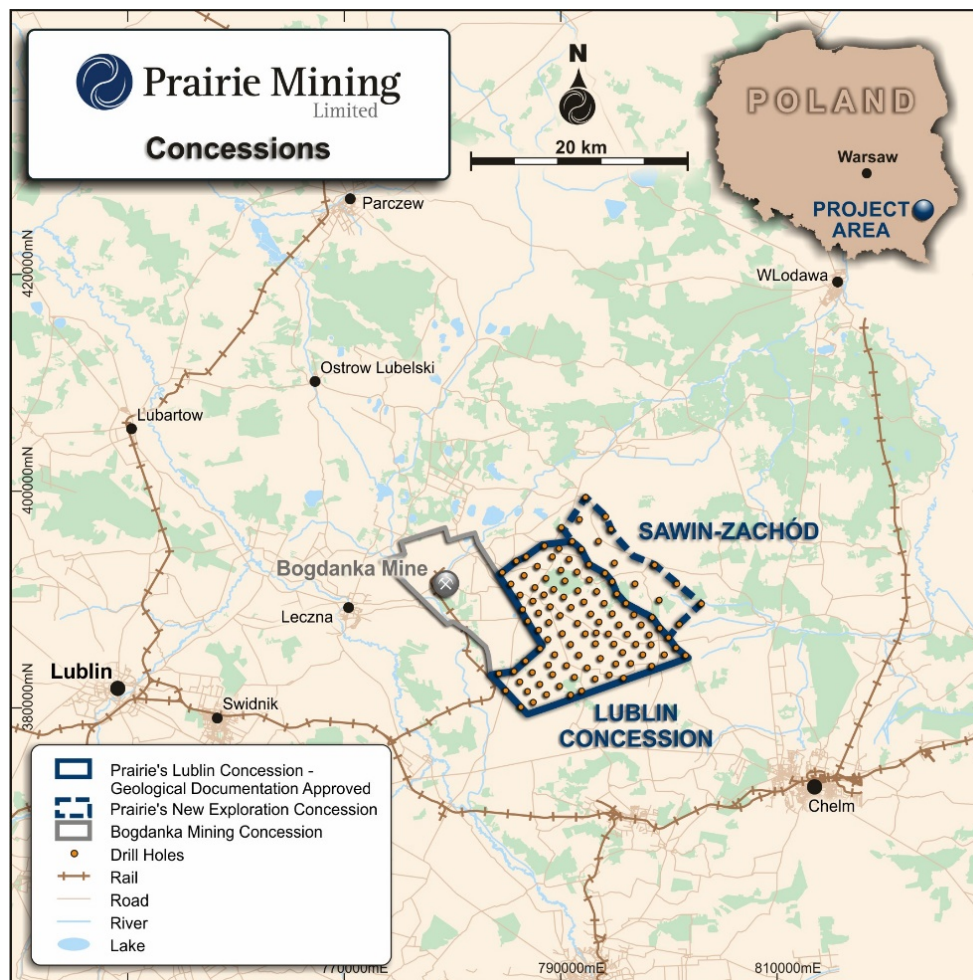 Prairie Mining
Limited
Concessions
N
20 km
POLAND
Warsaw
PROJECT
AREA
Parczew
WLodawa
420000mN
Ostrow Lubelski
Lubartow
400000mN
SAWIN-ZACHÓD
Bogdanka Mine
Leczna
Lublin
380000mN
Swidnik
LUBLIN
CONCESSION
Chelm
Prairie's Lublin Concession -
Geological Documentation Approved
Prairie's New Exploration Concession
Bogdanka Mining Concession
Drill Holes
Rail
Road
River
Lake
770000mE
790000mE
810000mE